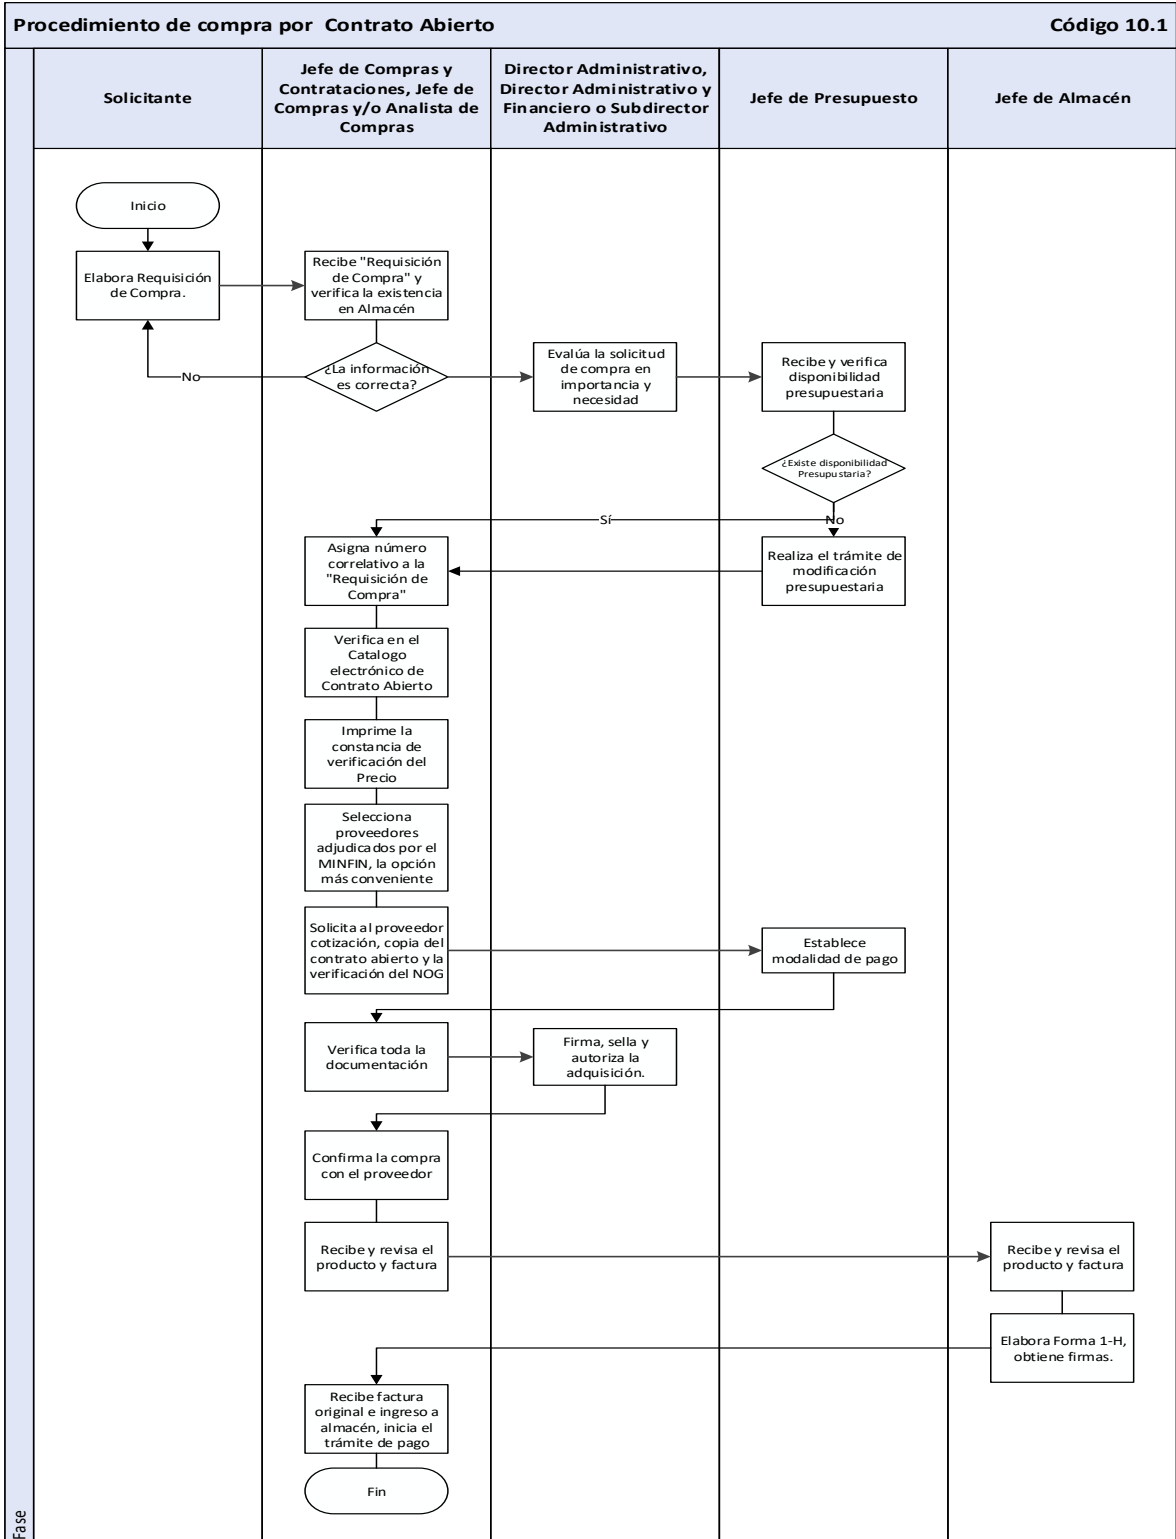 Procedimiento de compra por Contrato Abierto
Código 10.1
Solicitante
Jefe de Compras y
Contrataciones, Jefe de
Compras y/o Analista de
Compras
Director Administrativo,
Director Administrativo y
Financiero o Subdirector
Administrativo
Jefe de Presupuesto
Jefe de Almacén
Inicio
Elabora Requisición
de Compra.
Recibe "Requisición
de Compra" y
verifica la existencia
en Almacén
¿La información
es correcta?
No
Evalúa la solicitud
de compra en
importancia y
necesidad
Recibe y verifica
disponibilidad
presupuestaria
¿Existe disponibilidad
Presupustaria?
Sí
No
Asigna número
correlativo a la
"Requisición de
Compra"
Realiza el trámite de
modificación
presupuestaria
Verifica en el
Catalogo
electrónico de
Contrato Abierto
Imprime la
constancia de
verificación del
Precio
Selecciona
proveedores
adjudicados por el
MINFIN, la opción
más conveniente
Solicita al proveedor
cotización, copia del
contrato abierto y la
verificación del NOG
Establece
modalidad de pago
Verifica toda la
documentación
Firma, sella y
autoriza la
adquisición.
Confirma la compra
con el proveedor
Recibe y revisa el
producto y factura
Recibe y revisa el
producto y factura
Elabora Forma 1-H,
obtiene firmas.
Recibe factura
original e ingreso a
almacén, inicia el
trámite de pago
Fin
Fase